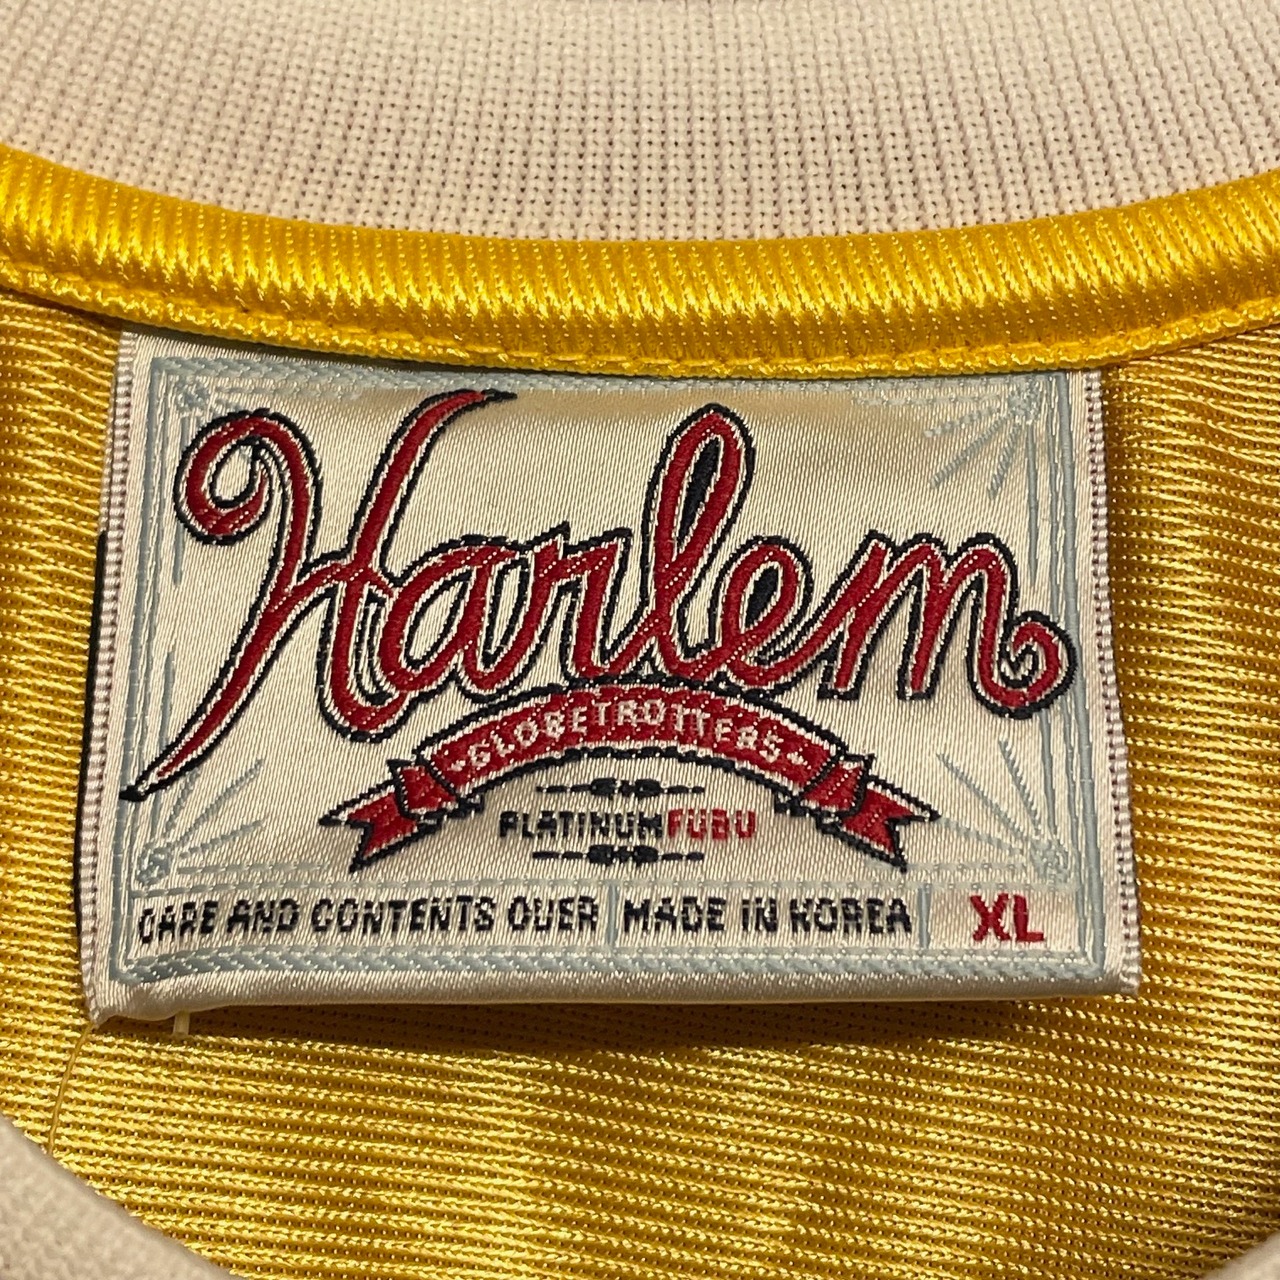 Harlem
GLOBETROTTERS
PLATINUM FUBU
CARE AND CONTENTS OVER
MADE IN KOREA
XL